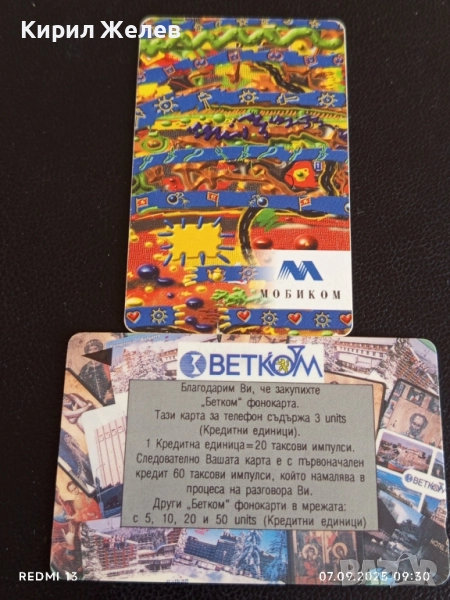 Кирил Желев
МОБИКОМ
ВЕТКОМ
Благодарим Ви, че закупихте
„Бетком" фонокарта.
Тази карта за телефон съдържа 3 units
(Кредитни единици).
1 Кредитна единица=20 таксови импулси.
Следователно Вашата карта е с първоначален
кредит 60 таксови импулси, който намалява в
процеса на разговора Ви.
Други „Бетком" фонокарти в мрежата:
с 5, 10, 20 и 50 units (Кредитни единици)
ВЕТКОМ
REDMI 13
07.09.2025 09:30